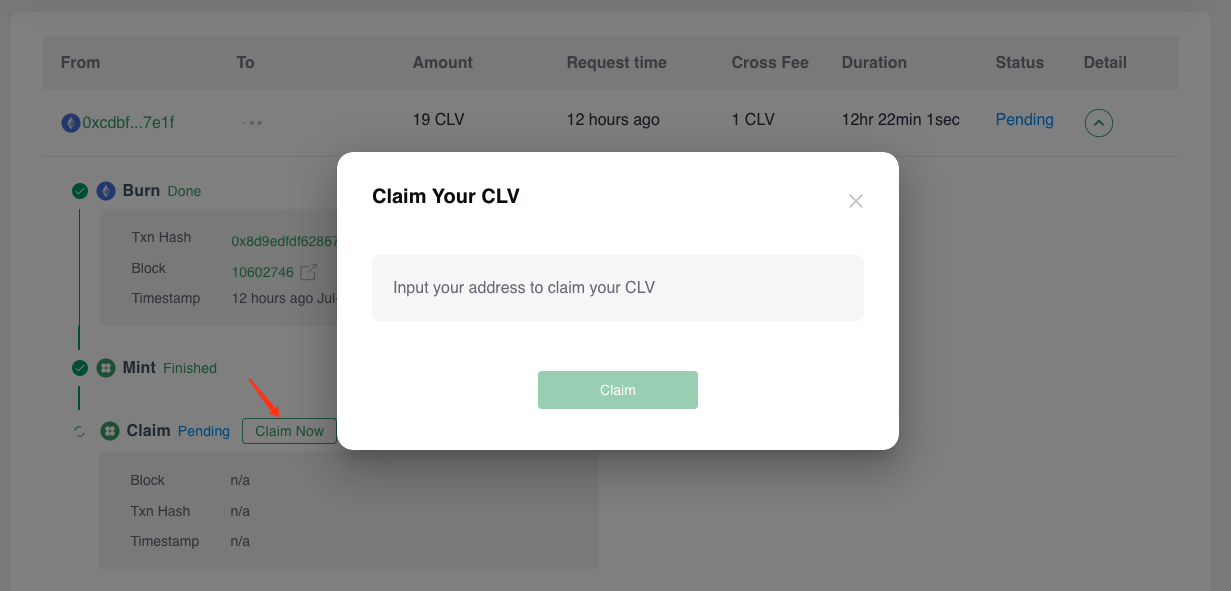 From To Amount Request time Cross Fee Duration Status Detail
0xcdbf...7e1f ••• 19 CLV 12 hours ago 1 CLV 12hr 22min 1sec Pending
Claim Your CLV
Burn Done
Txn Hash 0x8d9edfdf62867
Block 10602746
Timestamp 12 hours ago Jul-
Input your address to claim your CLV
Mint Finished
Claim
Claim Pending Claim Now
Block n/a
Txn Hash n/a
Timestamp n/a